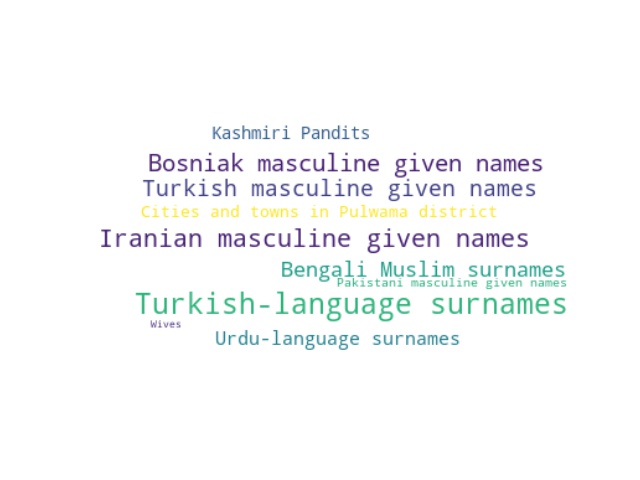 Kashmiri Pandits
Bosniak masculine given names
Turkish masculine given names
Cities and towns in Pulwama district
Iranian masculine given names
Bengali Muslim surnames
Pakistani masculine given names
Turkish-language surnames
Wives
Urdu-language surnames